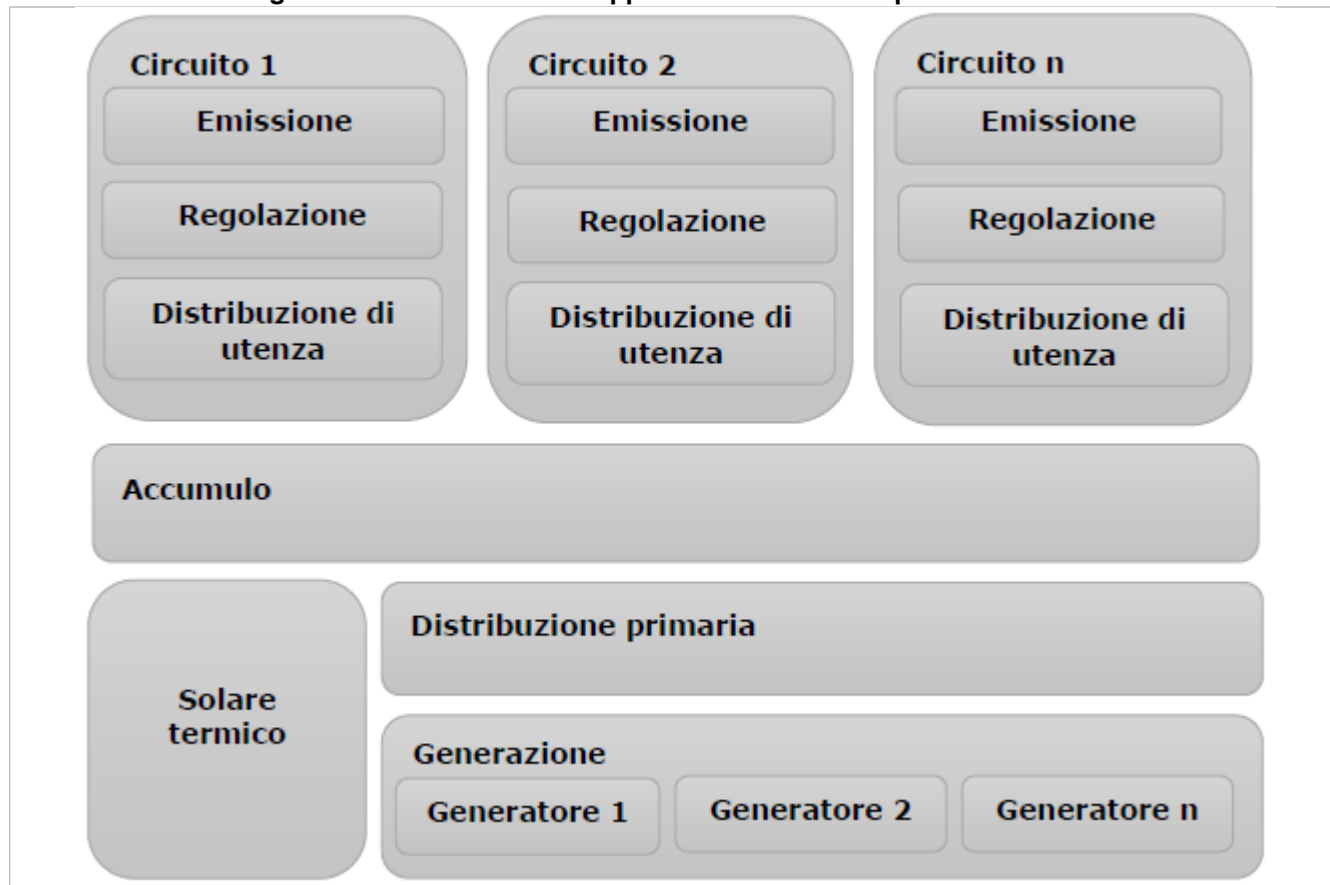 Circuito 1
Emissione
Regolazione
Distribuzione di
utenza
Circuito 2
Emissione
Regolazione
Distribuzione di
utenza
Circuito n
Emissione
Regolazione
Distribuzione di
utenza
Accumulo
Solare
termico
Distribuzione primaria
Generazione
Generatore 1
Generatore 2
Generatore n